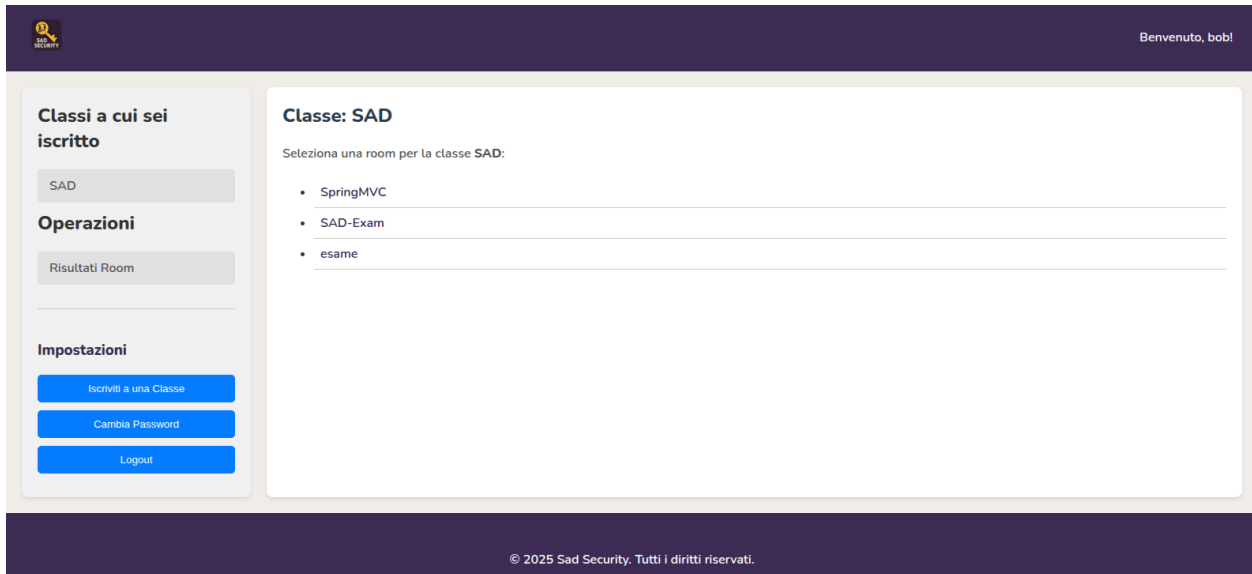 SAD
SECURITY
Benvenuto, bob!
Classi a cui sei
iscritto
SAD
Operazioni
Risultati Room
Impostazioni
Iscriviti a una Classe
Cambia Password
Logout
Classe: SAD
Seleziona una room per la classe SAD:
SpringMVC
SAD-Exam
esame
© 2025 Sad Security. Tutti i diritti riservati.